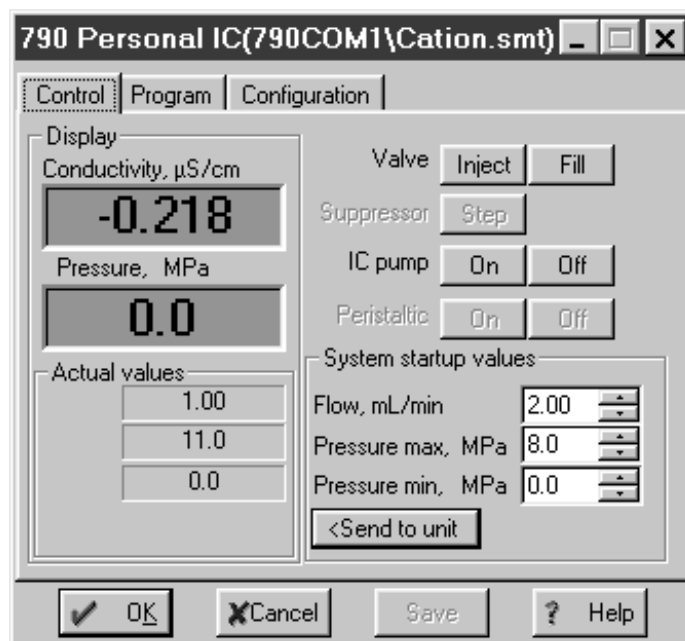 790 Personal IC(790COM1\Cation.smt)
Control Program Configuration
Display
Conductivity, µS/cm
-0.218
Pressure, MPa
0.0
Actual values
1.00
11.0
0.0
Valve Inject Fill
Suppressor Step
IC pump On Off
Peristaltic On Off
System startup values
Flow, mL/min 2.00
Pressure max, MPa 8.0
Pressure min, MPa 0.0
<Send to unit
OK Cancel Save ? Help